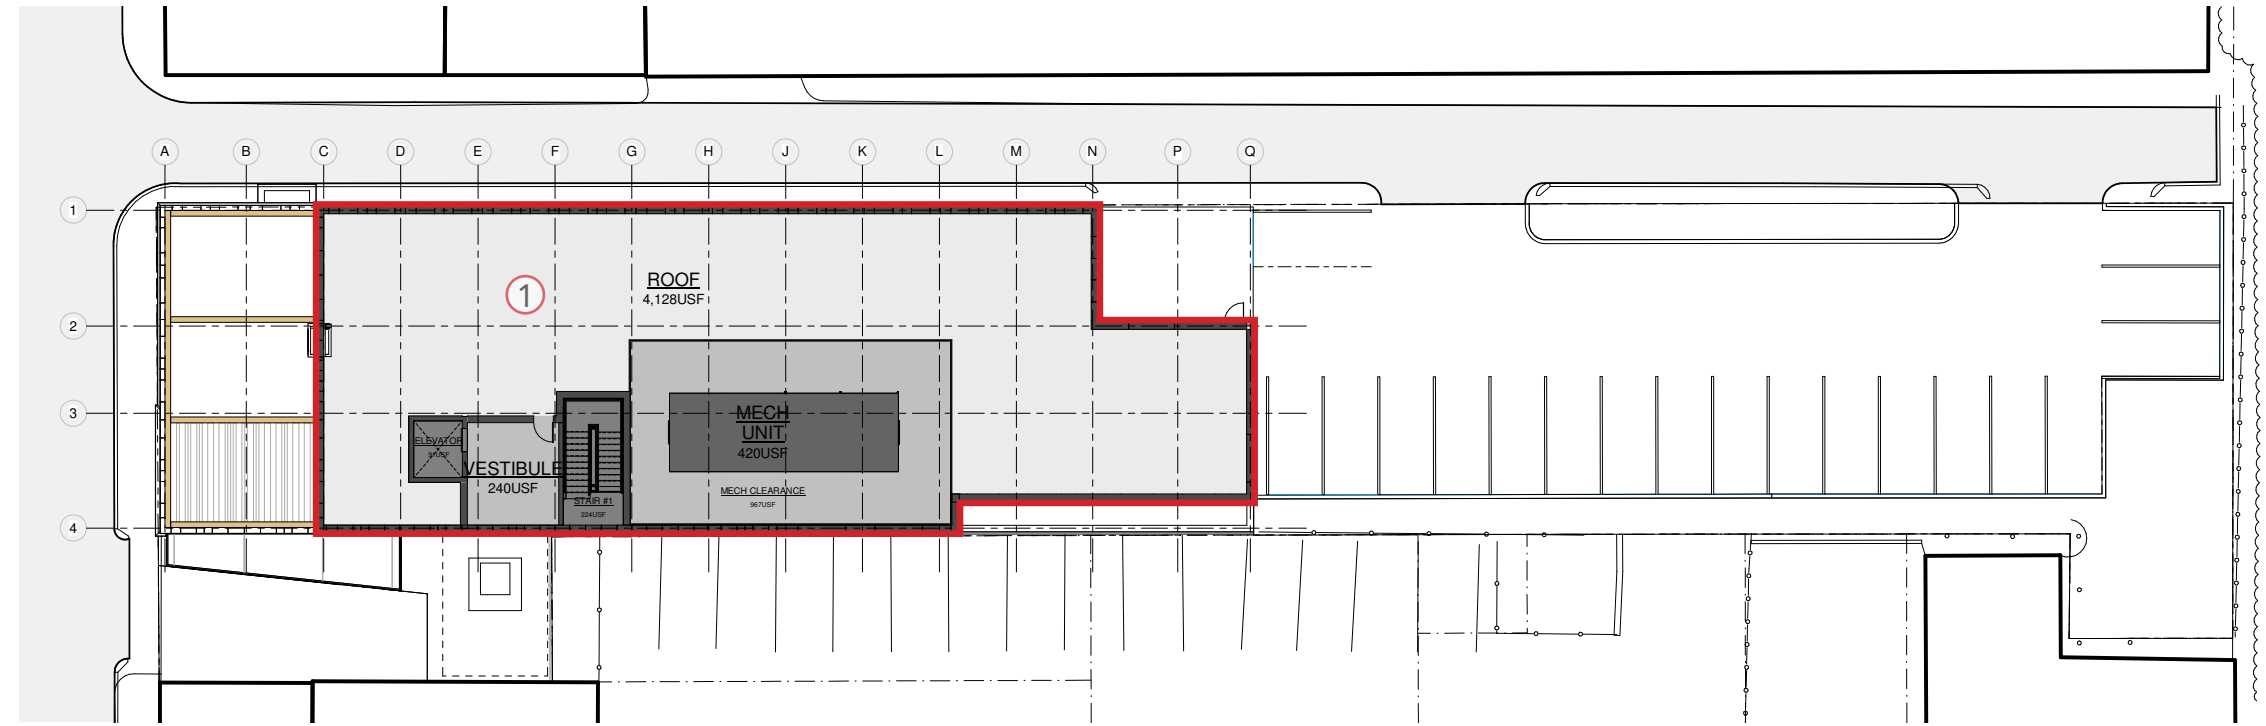 A B C D E F G H J K L M N P Q
1
ROOF
4,128USF
1
2
3
MECH
UNIT
420USF
ELEVATOR
VESTIBULE
240USF
MECH CLEARANCE
967USF
STAIR #1
224USF
4